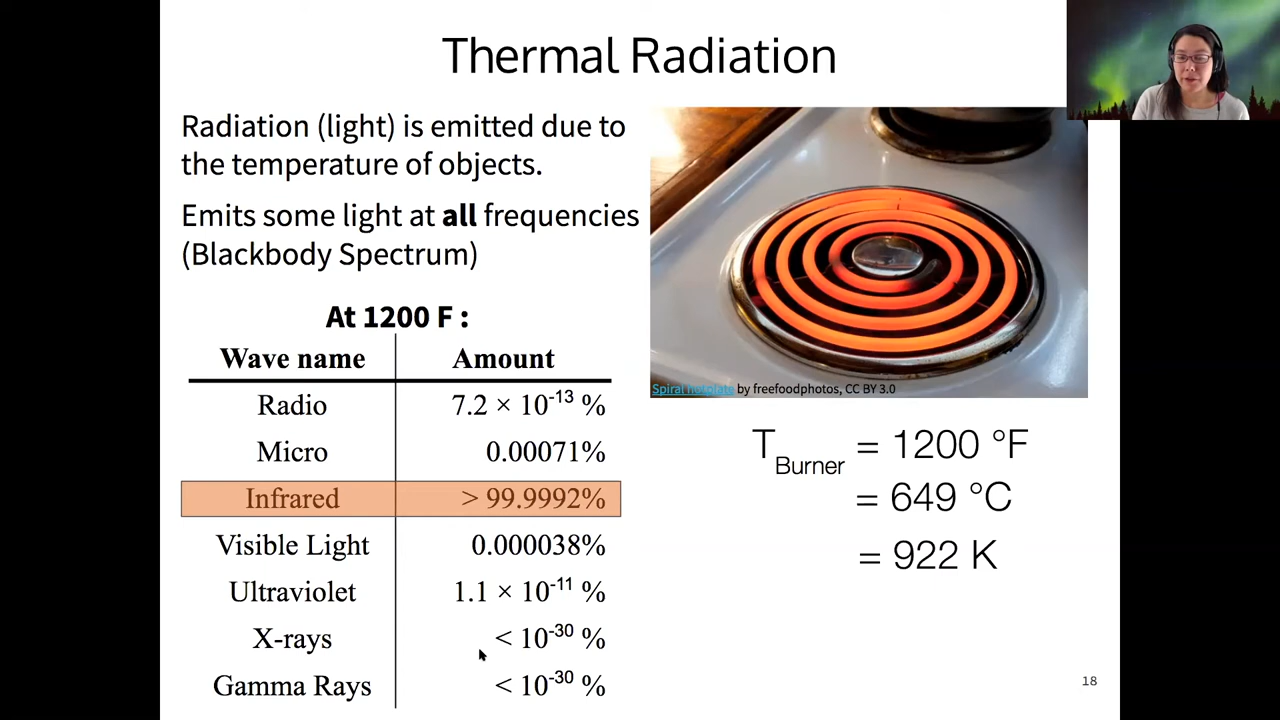 Thermal Radiation
Radiation (light) is emitted due to
the temperature of objects.
Emits some light at all frequencies
(Blackbody Spectrum)
At 1200 F :
Wave name Amount
Radio 7.2 × 10⁻¹³ %
Micro 0.00071%
Infrared > 99.9992%
Visible Light 0.000038%
Ultraviolet 1.1 × 10⁻¹¹ %
X-rays < 10⁻³⁰ %
Gamma Rays < 10⁻³⁰ %
Spiral hotplate by freefoodphotos, CC BY 3.0
T Burner = 1200 °F
= 649 °C
= 922 K
18